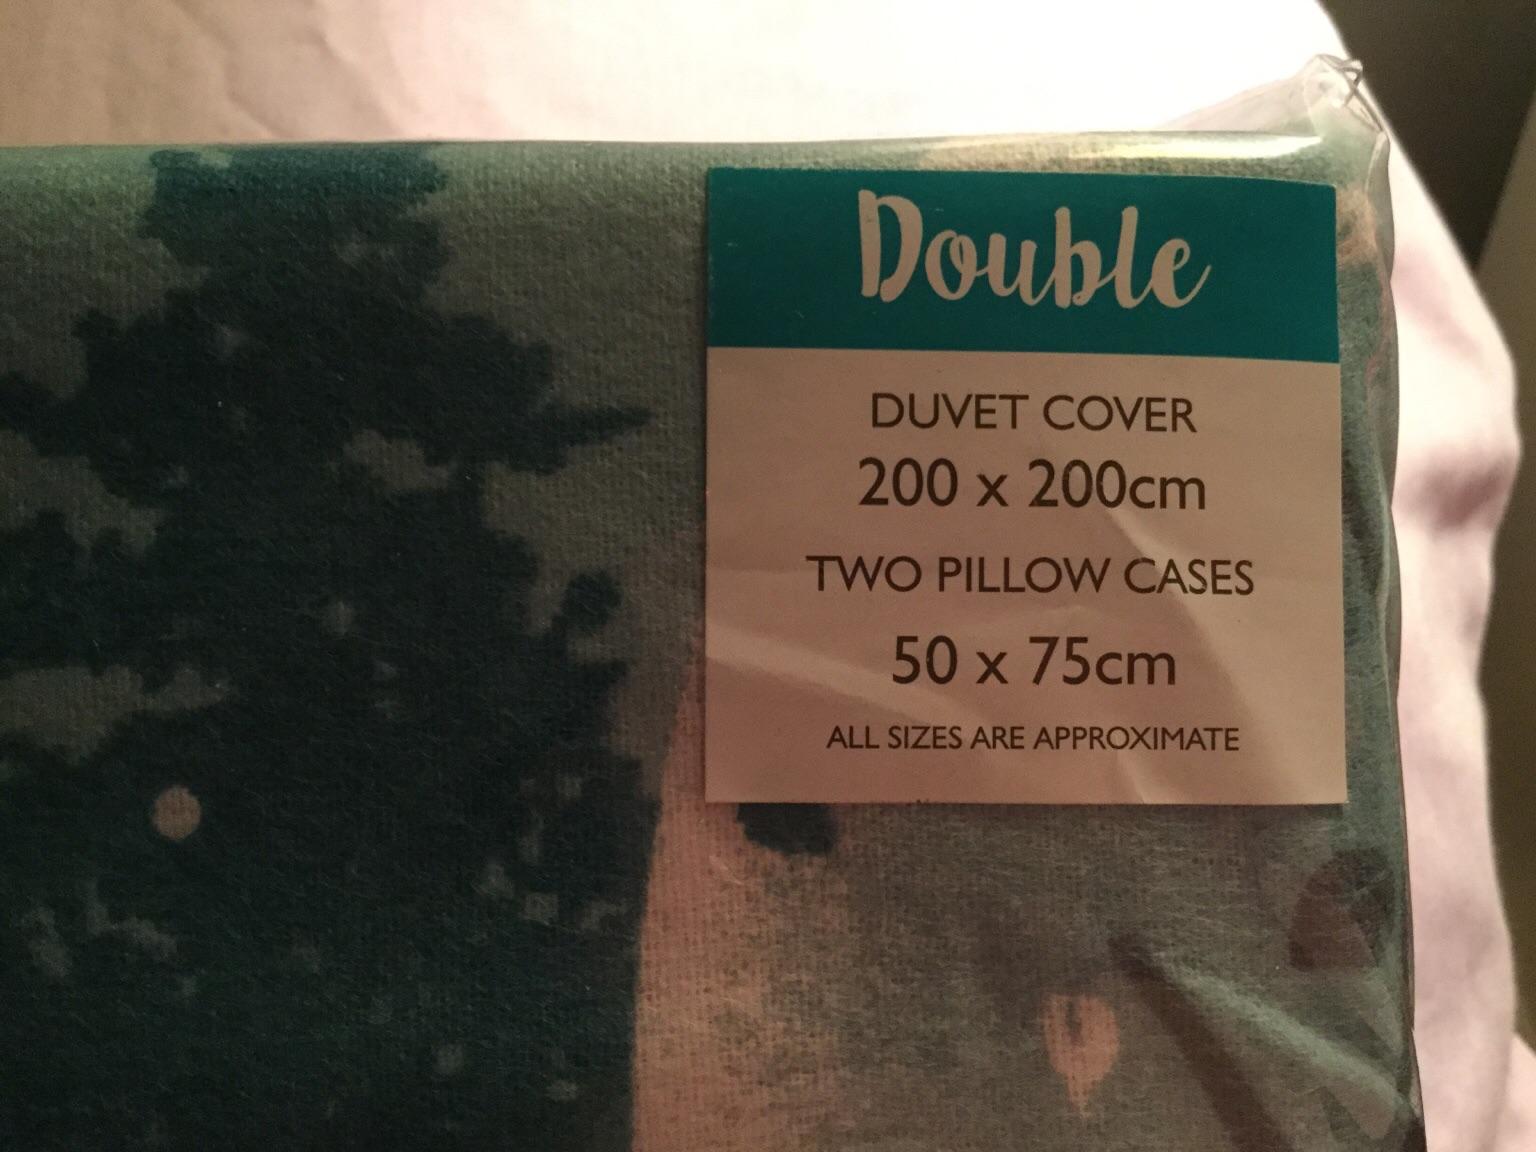 Double
DUVET COVER
200 x 200cm
TWO PILLOW CASES
50 x 75cm
ALL SIZES ARE APPROXIMATE